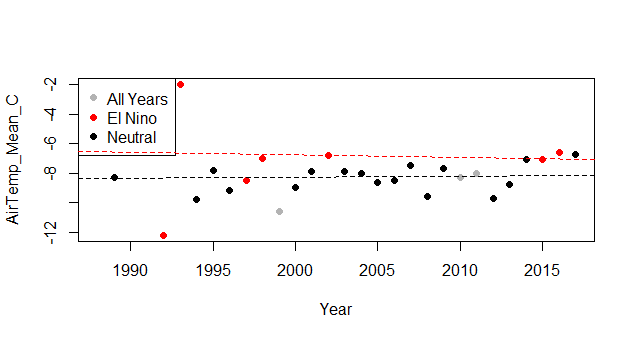 All Years
El Nino
Neutral
AirTemp_Mean_C
-2
-4
-6
-8
-12
1990
1995
2000
2005
2010
2015
Year